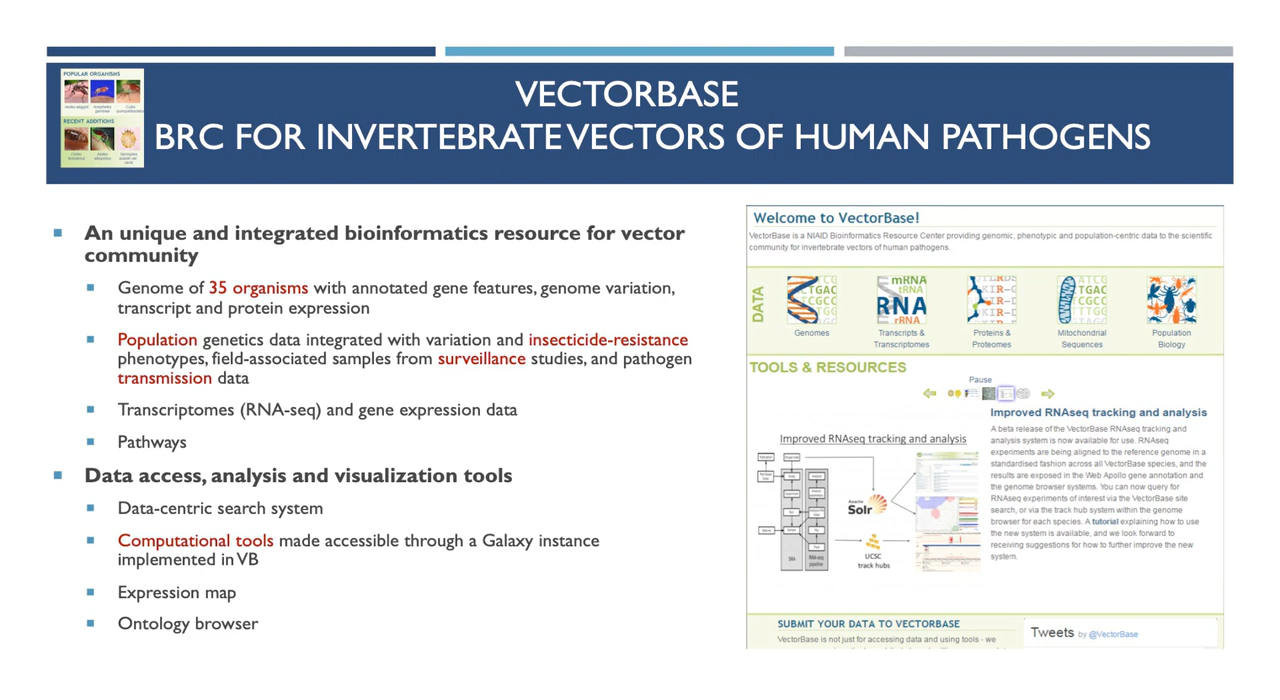 POPULAR ORGANISMS
RECENT ADDITIONS
VECTORBASE
BRC FOR INVERTEBRATE VECTORS OF HUMAN PATHOGENS
An unique and integrated bioinformatics resource for vector
community
Genome of 35 organisms with annotated gene features, genome variation,
transcript and protein expression
Population genetics data integrated with variation and insecticide-resistance
phenotypes, field-associated samples from surveillance studies, and pathogen
transmission data
Transcriptomes (RNA-seq) and gene expression data
Pathways
Data access, analysis and visualization tools
Data-centric search system
Computational tools made accessible through a Galaxy instance
implemented in VB
Expression map
Ontology browser
Welcome to VectorBase!
VectorBase is a NIAID Bioinformatics Resource Center providing genomic, phenotypic and population-centric data to the scientific
community for invertebrate vectors of human pathogens.
DATA
CTGAC
mRNA
tRNA
RNA
rRNA
Genomes
Transcripts &
Transcriptomes
Proteins &
Proteomes
Mitochondrial
Sequences
Population
Biology
TOOLS & RESOURCES
Pause
Improved RNAseq tracking and analysis
Improved RNAseq tracking and analysis
A beta release of the VectorBase RNAseq tracking and
analysis system is now available for use. RNAseq
experiments are being aligned to the reference genome in a
standardised fashion across all VectorBase species, and the
results are exposed in the Web Apollo gene annotation and
the genome browser systems. You can now query for
RNAseq experiments of interest via the VectorBase site
search, or via the track hub system within the genome
browser for each species. A tutorial explaining how to use
the new system is available, and we look forward to
receiving suggestions for how to further improve the new
system.
Apache
Solr
UCSC
track hubs
SUBMIT YOUR DATA TO VECTORBASE
VectorBase is not just for accessing data and using tools - we
Tweets by @VectorBase